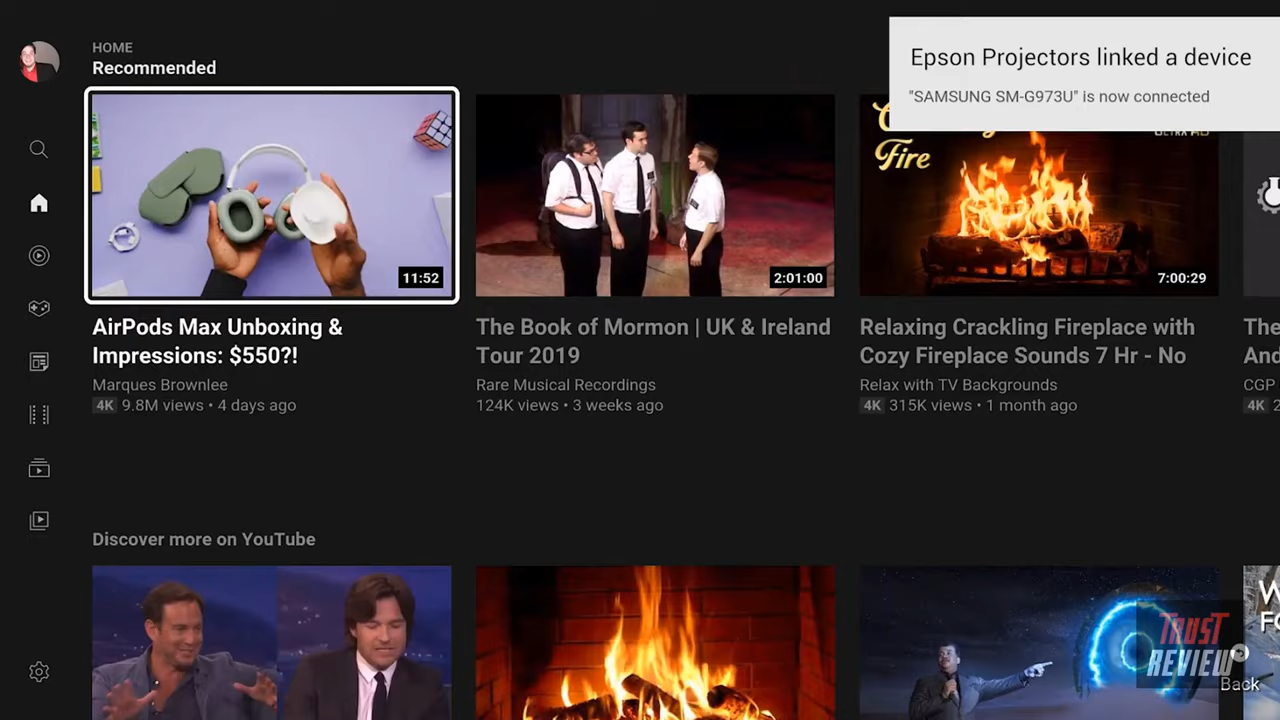 HOME
Recommended
Epson Projectors linked a device
"SAMSUNG SM-G973U" is now connected
Fire
ULTRA HD
11:52
2:01:00
7:00:29
AirPods Max Unboxing &
Impressions: $550?!
The Book of Mormon | UK & Ireland
Tour 2019
Relaxing Crackling Fireplace with
Cozy Fireplace Sounds 7 Hr - No
The
And
Marques Brownlee
Rare Musical Recordings
Relax with TV Backgrounds
CGP
4K 9.8M views • 4 days ago
124K views • 3 weeks ago
4K 315K views • 1 month ago
4K 2
Discover more on YouTube
TRUST
REVIEW
Back